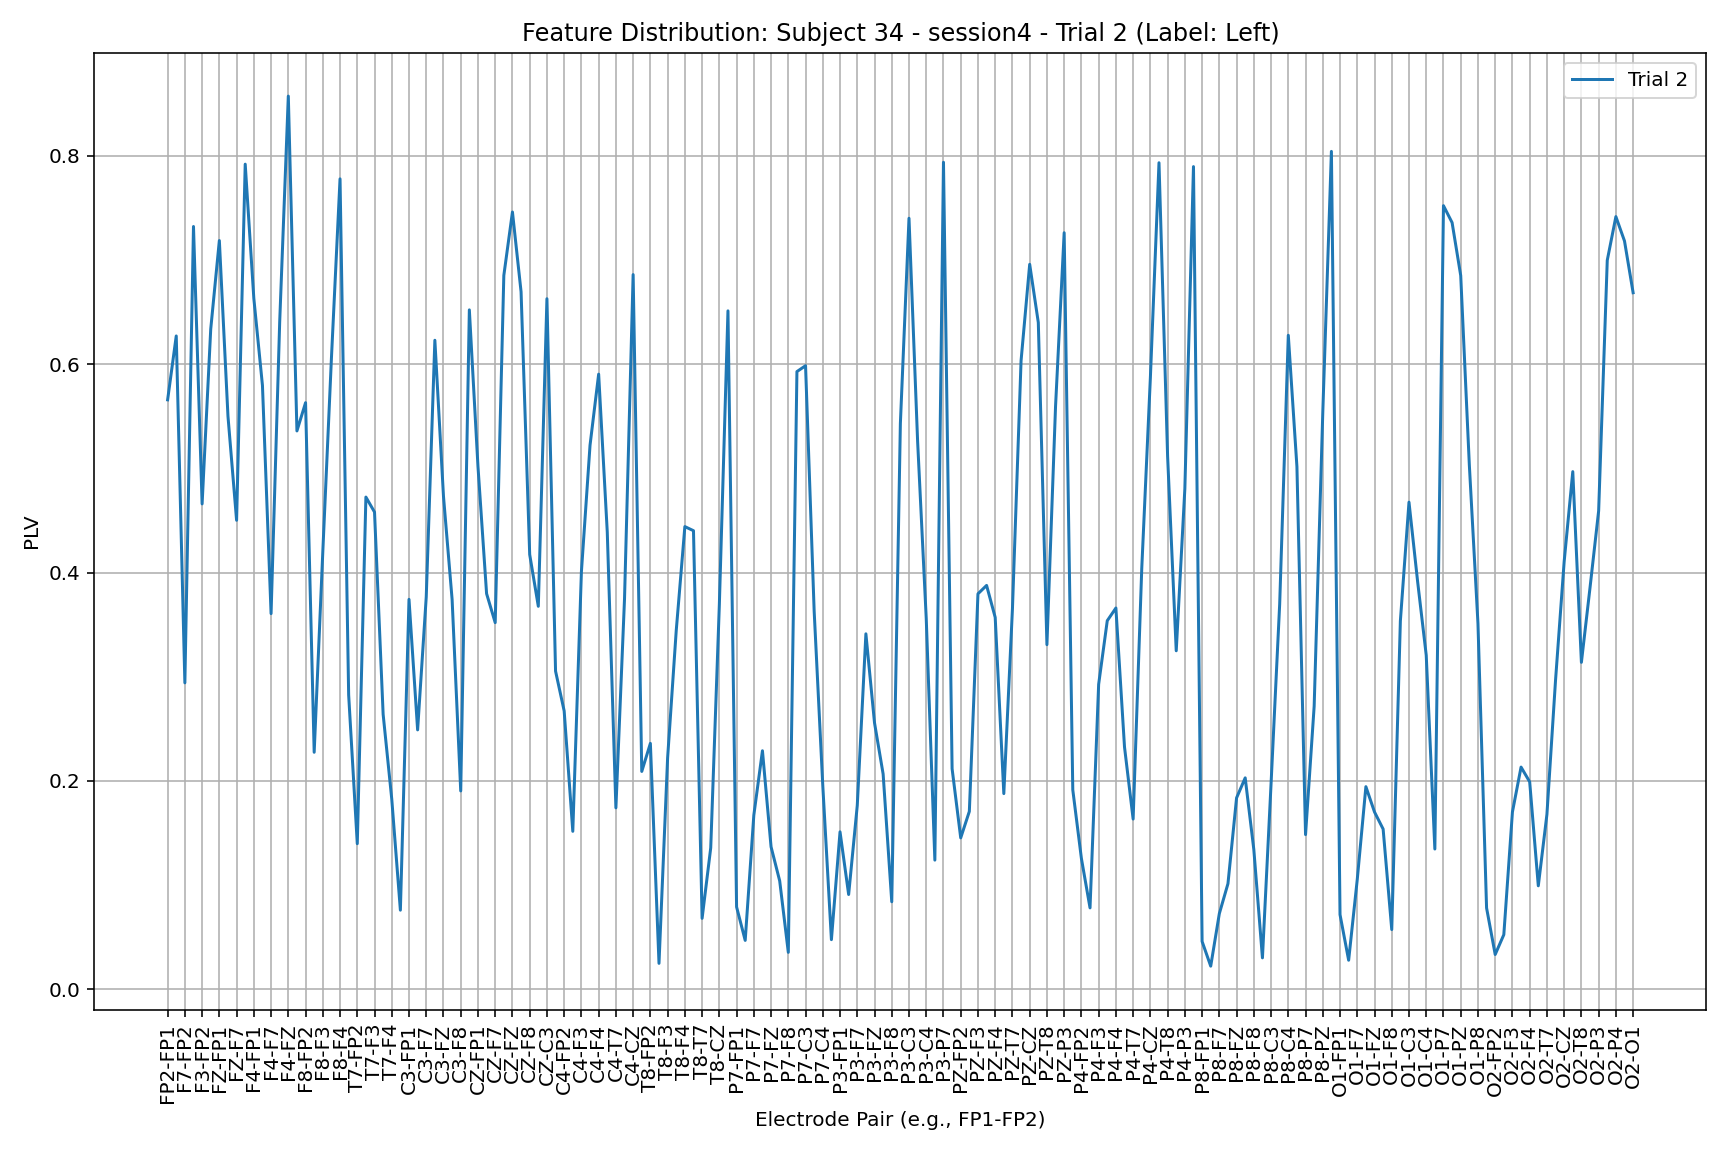 Feature Distribution: Subject 34 - session4 - Trial 2 (Label: Left)
Trial 2
PLV
0.8
0.6
0.4
0.2
0.0
FP2-FP1
F7-FP2
F3-FP2
FZ-FP1
FZ-F7
F4-FP1
F4-F7
F4-FZ
F8-FP2
F8-F3
F8-F4
T7-FP2
T7-F3
T7-F4
C3-FP1
C3-F7
C3-FZ
C3-F8
CZ-FP1
CZ-F7
CZ-FZ
CZ-F8
CZ-C3
C4-FP2
C4-F3
C4-F4
C4-T7
C4-CZ
T8-FP2
T8-F3
T8-F4
T8-T7
T8-CZ
P7-FP1
P7-F7
P7-FZ
P7-F8
P7-C3
P7-C4
P3-FP1
P3-F7
P3-FZ
P3-F8
P3-C3
P3-C4
P3-P7
PZ-FP2
PZ-F3
PZ-F4
PZ-T7
PZ-CZ
PZ-T8
PZ-P3
P4-FP2
P4-F3
P4-F4
P4-T7
P4-CZ
P4-T8
P4-P3
P8-FP1
P8-F7
P8-FZ
P8-F8
P8-C3
P8-C4
P8-P7
P8-PZ
O1-FP1
O1-F7
O1-FZ
O1-F8
O1-C3
O1-C4
O1-P7
O1-PZ
O1-P8
O2-FP2
O2-F3
O2-F4
O2-T7
O2-CZ
O2-T8
O2-P3
O2-P4
O2-O1
Electrode Pair (e.g., FP1-FP2)